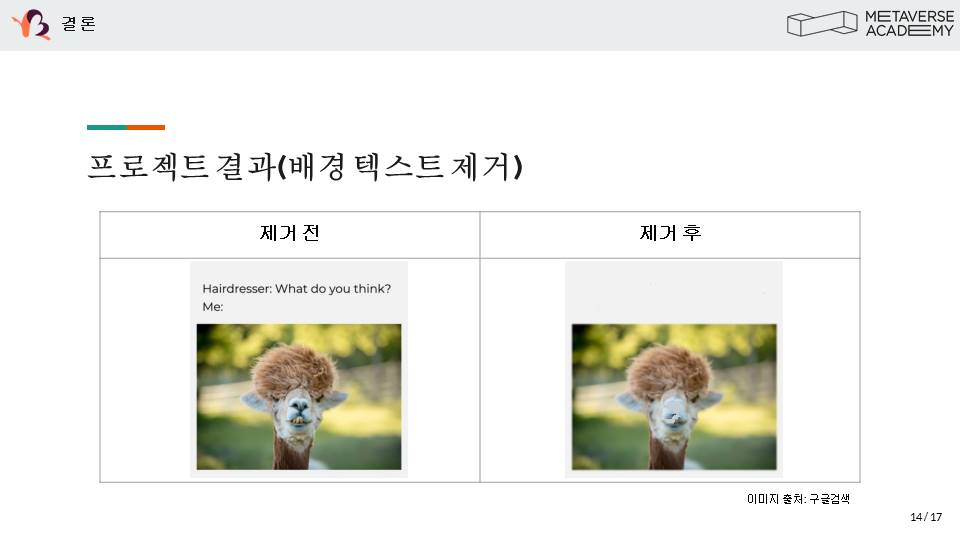 결론
METAVERSE
ACADEMY
프로젝트 결과(배경 텍스트 제거)
제거 전
제거 후
Hairdresser: What do you think?
Me:
이미지 출처: 구글검색
14/17